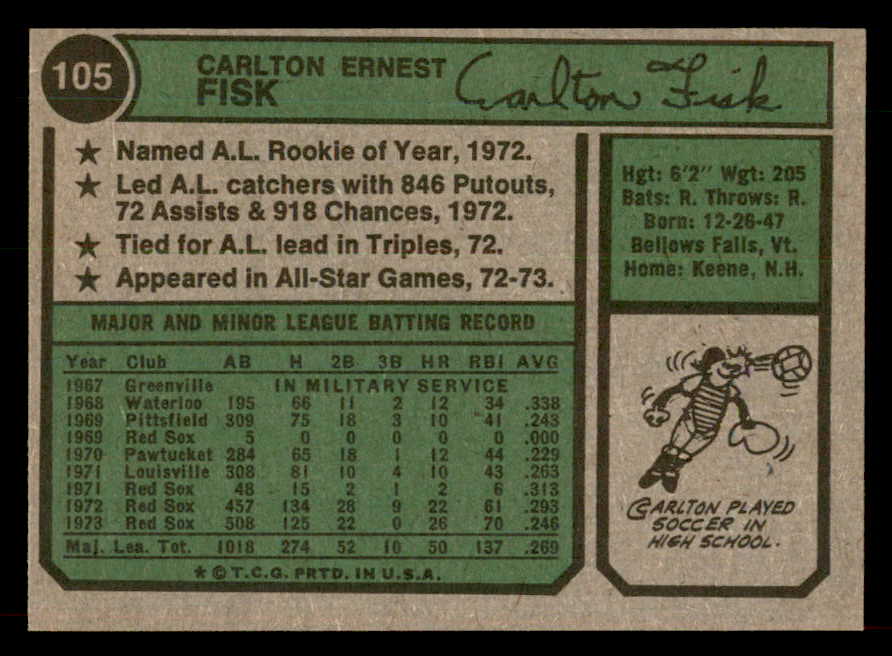 105
CARLTON ERNEST
FISK
Carlton Fisk
★ Named A.L. Rookie of Year, 1972.
★ Led A.L. catchers with 846 Putouts,
72 Assists & 918 Chances, 1972.
★ Tied for A.L. lead in Triples, 72.
★ Appeared in All-Star Games, 72-73.
Hgt: 6'2" Wgt: 205
Bats: R. Throws: R.
Born: 12-26-47
Bellows Falls, Vt.
Home: Keene, N.H.
MAJOR AND MINOR LEAGUE BATTING RECORD
Year Club AB H 2B 3B HR RBI AVG
1967 Greenville IN MILITARY SERVICE
1968 Waterloo 195 66 11 2 12 34 .338
1969 Pittsfield 309 75 18 3 10 41 .243
1969 Red Sox 5 0 0 0 0 0 .000
1970 Pawtucket 284 65 18 1 12 44 .229
1971 Louisville 308 81 10 4 10 43 .263
1971 Red Sox 48 15 2 1 2 6 .313
1972 Red Sox 457 134 28 9 22 61 .293
1973 Red Sox 508 125 22 0 26 70 .246
Maj. Lea. Tot. 1018 274 52 10 50 137 .269
* © T.C.G. PRTD. IN U.S.A.
CARLTON PLAYED
SOCCER IN
HIGH SCHOOL.